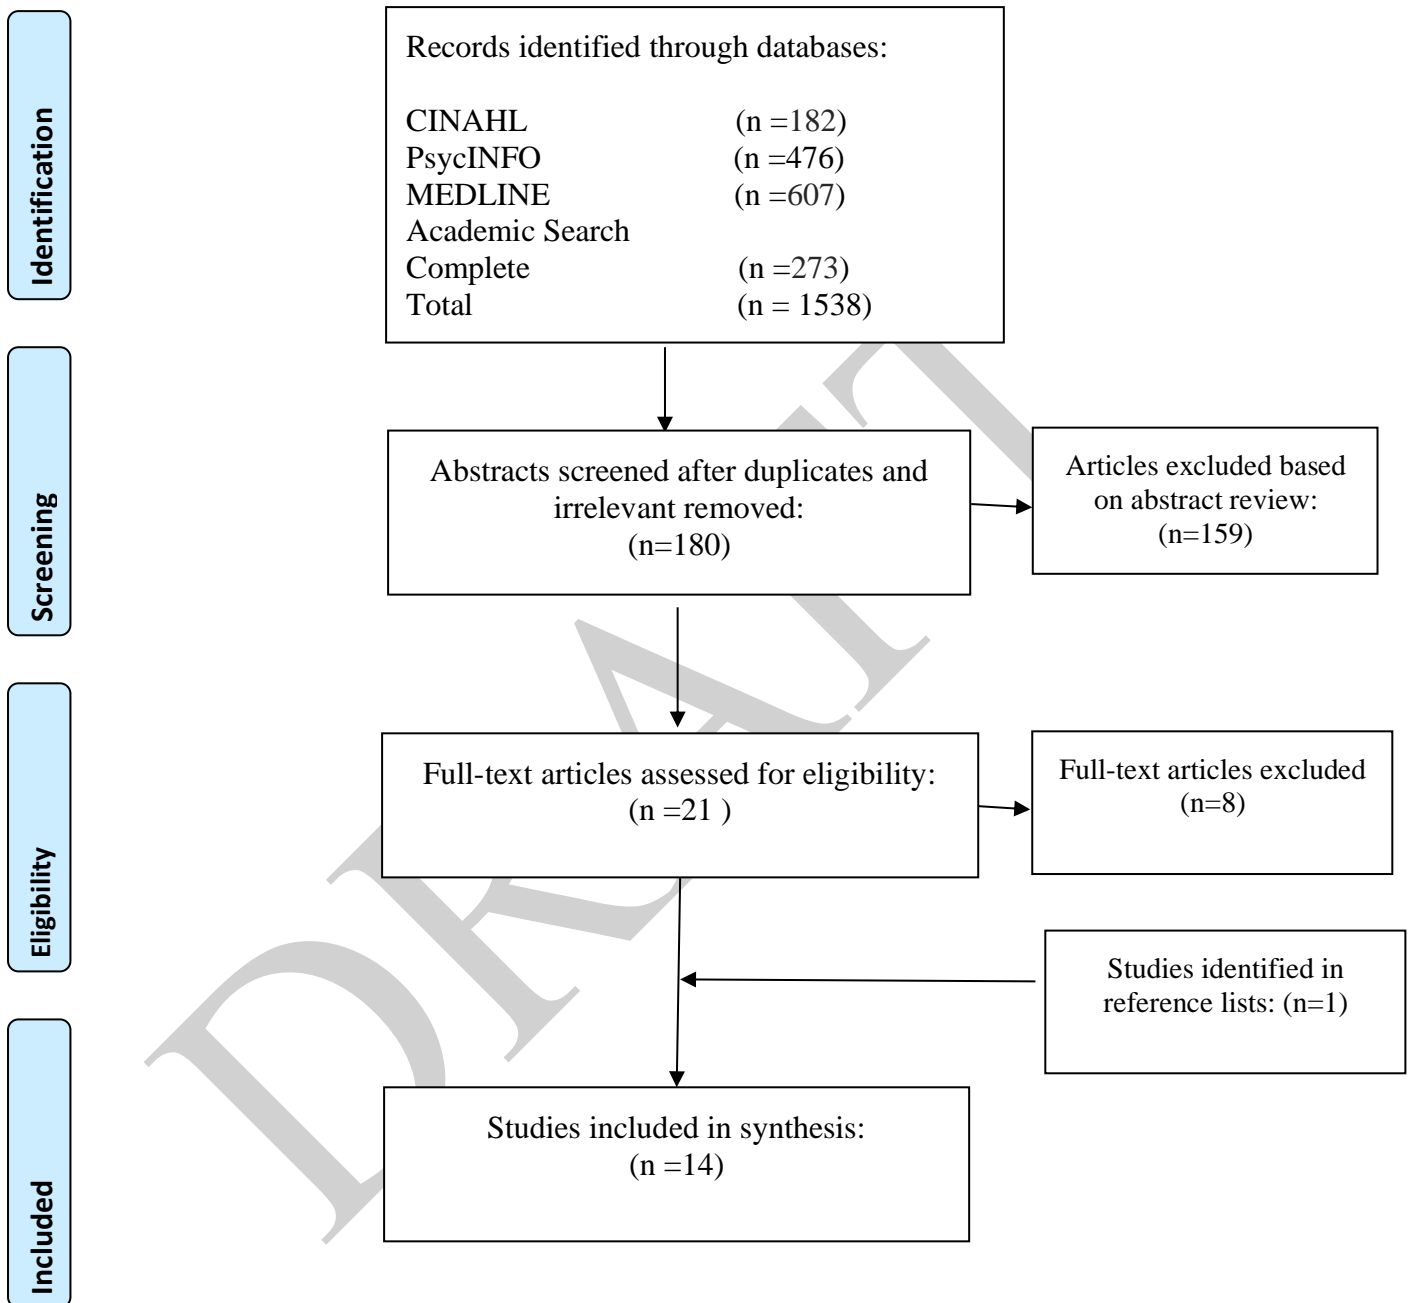 Identification
Records identified through databases:
CINAHL (n =182)
PsycINFO (n =476)
MEDLINE (n =607)
Academic Search
Complete (n =273)
Total (n = 1538)
Screening
Abstracts screened after duplicates and
irrelevant removed:
(n=180)
Articles excluded based
on abstract review:
(n=159)
Eligibility
Full-text articles assessed for eligibility:
(n =21 )
Full-text articles excluded
(n=8)
Studies identified in
reference lists: (n=1)
Included
Studies included in synthesis:
(n =14)
DRAFT